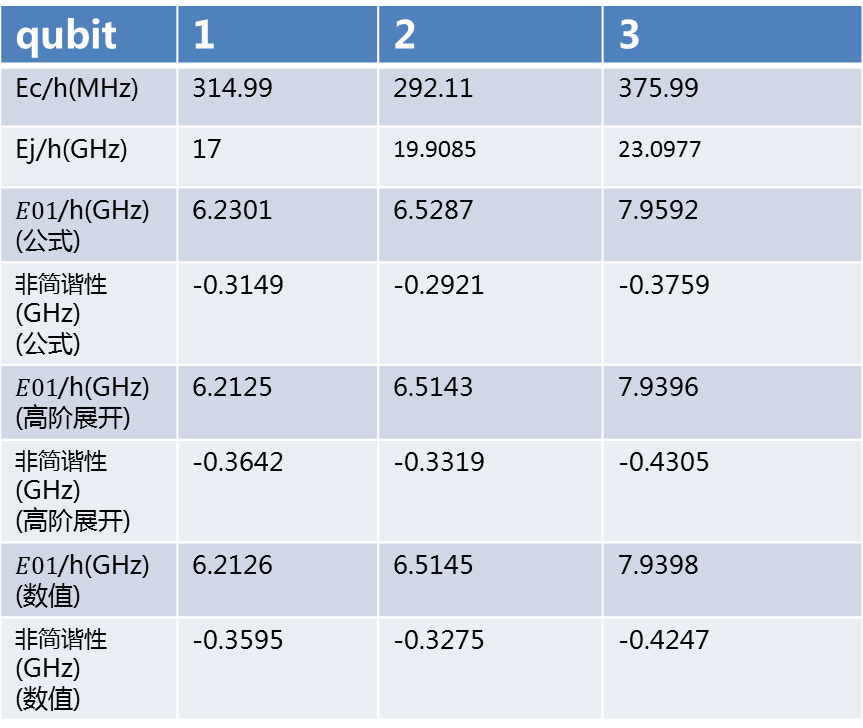 qubit 1 2 3
Ec/h(MHz) 314.99 292.11 375.99
Ej/h(GHz) 17 19.9085 23.0977
E01/h(GHz) 6.2301 6.5287 7.9592
(公式)
非简谐性 -0.3149 -0.2921 -0.3759
(GHz)
(公式)
E01/h(GHz) 6.2125 6.5143 7.9396
(高阶展开)
非简谐性 -0.3642 -0.3319 -0.4305
(GHz)
(高阶展开)
E01/h(GHz) 6.2126 6.5145 7.9398
(数值)
非简谐性 -0.3595 -0.3275 -0.4247
(GHz)
(数值)